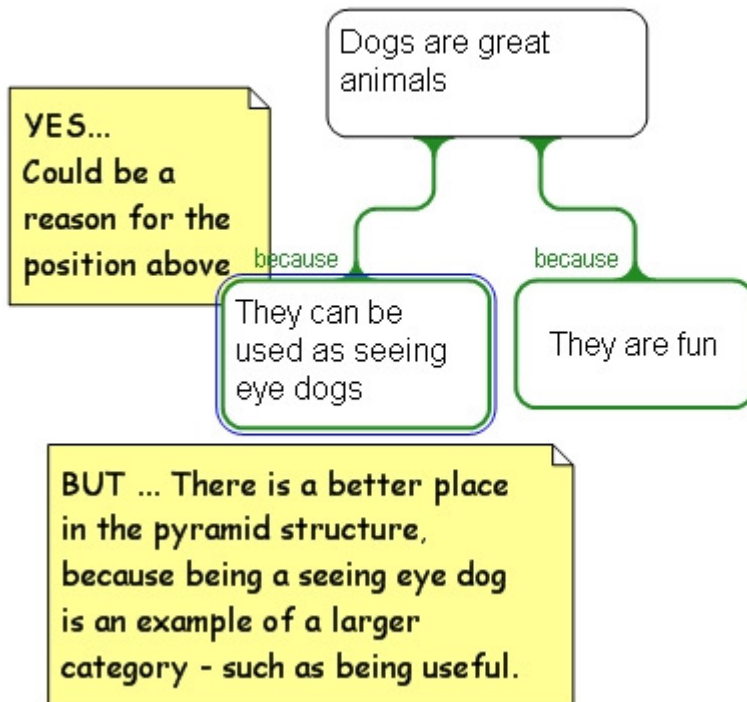 Dogs are great
animals
YES...
Could be a
reason for the
position above
because
because
They can be
used as seeing
eye dogs
They are fun
BUT ... There is a better place
in the pyramid structure,
because being a seeing eye dog
is an example of a larger
category - such as being useful.